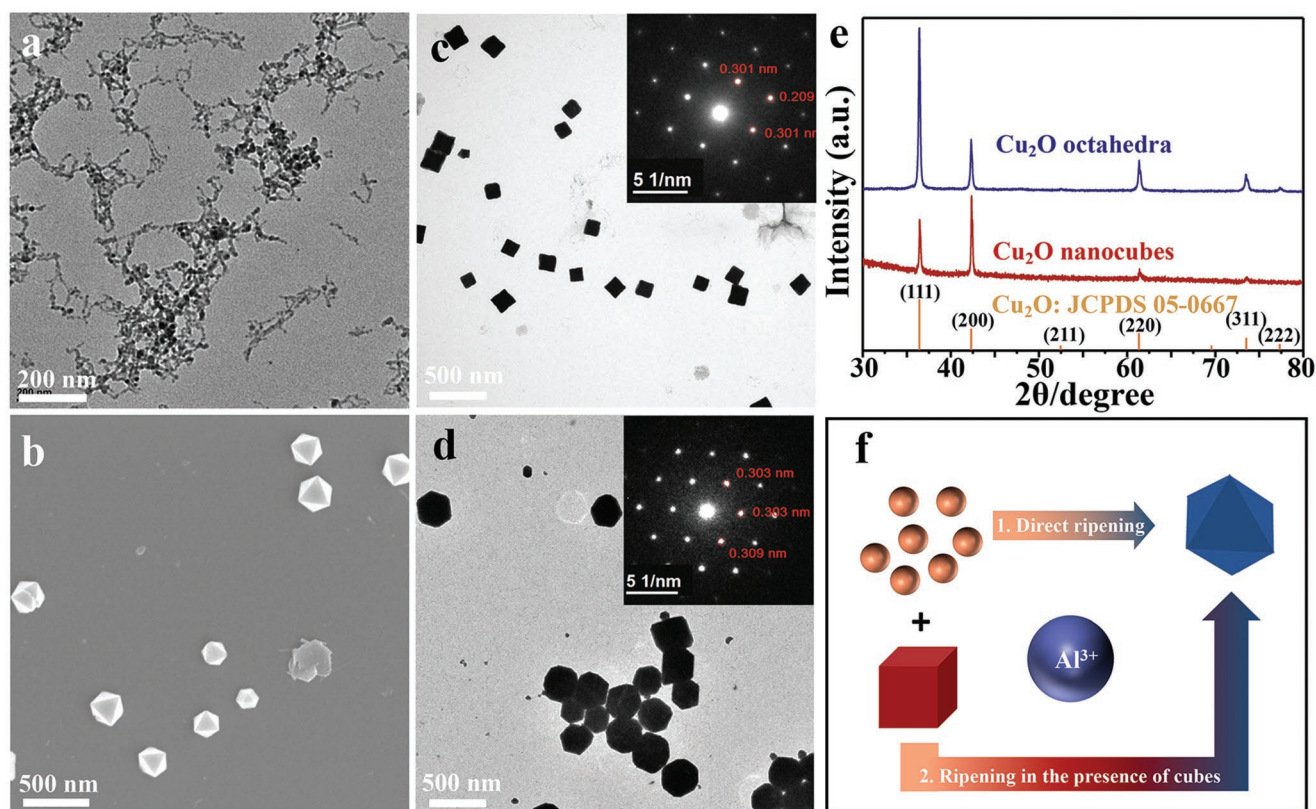 a
200 nm
200 nm
b
500 nm
c
0.301 nm
0.209
0.301 nm
5 1/nm
500 nm
d
0.303 nm
0.303 nm
0.309 nm
5 1/nm
500 nm
e
Intensity (a.u.)
Cu₂O octahedra
Cu₂O nanocubes
Cu₂O: JCPDS 05-0667
(111)
(200)
(211)
(220)
(311)
(222)
30 40 50 60 70 80
2θ/degree
f
1. Direct ripening
+
Al³⁺
2. Ripening in the presence of cubes